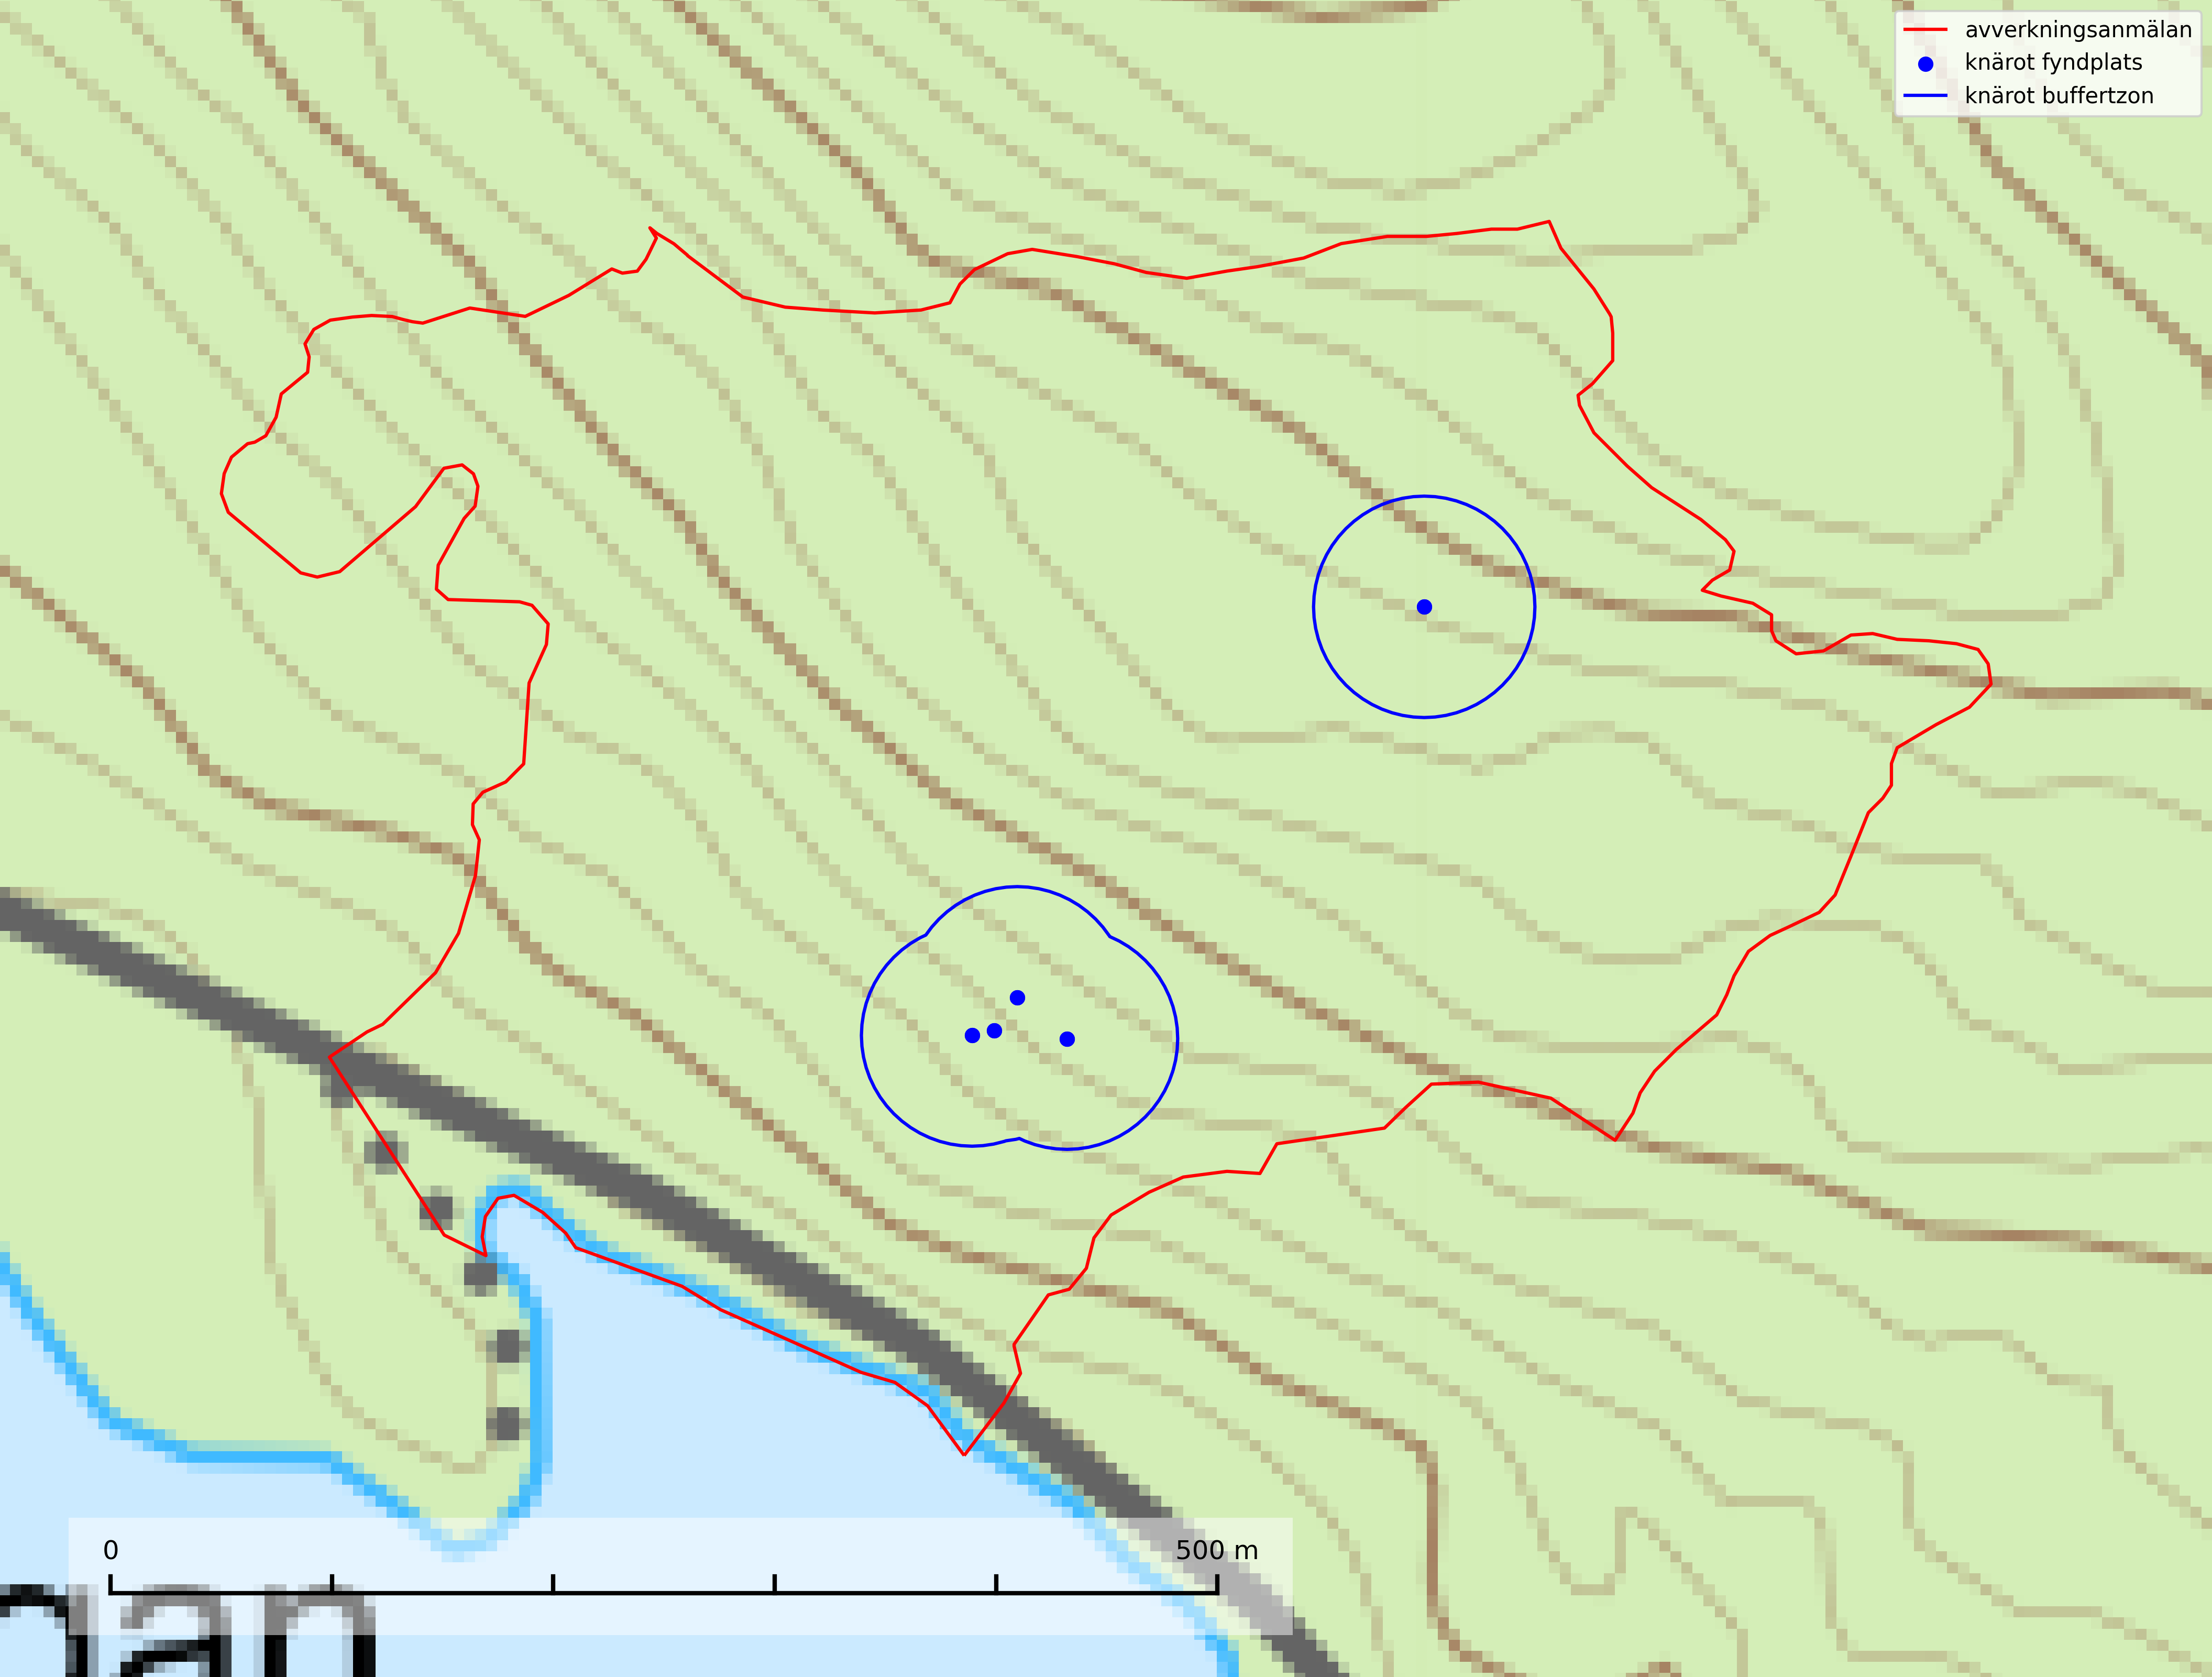 avverkningsanmälan
knärot fyndplats
knärot buffertzon
0 500 m